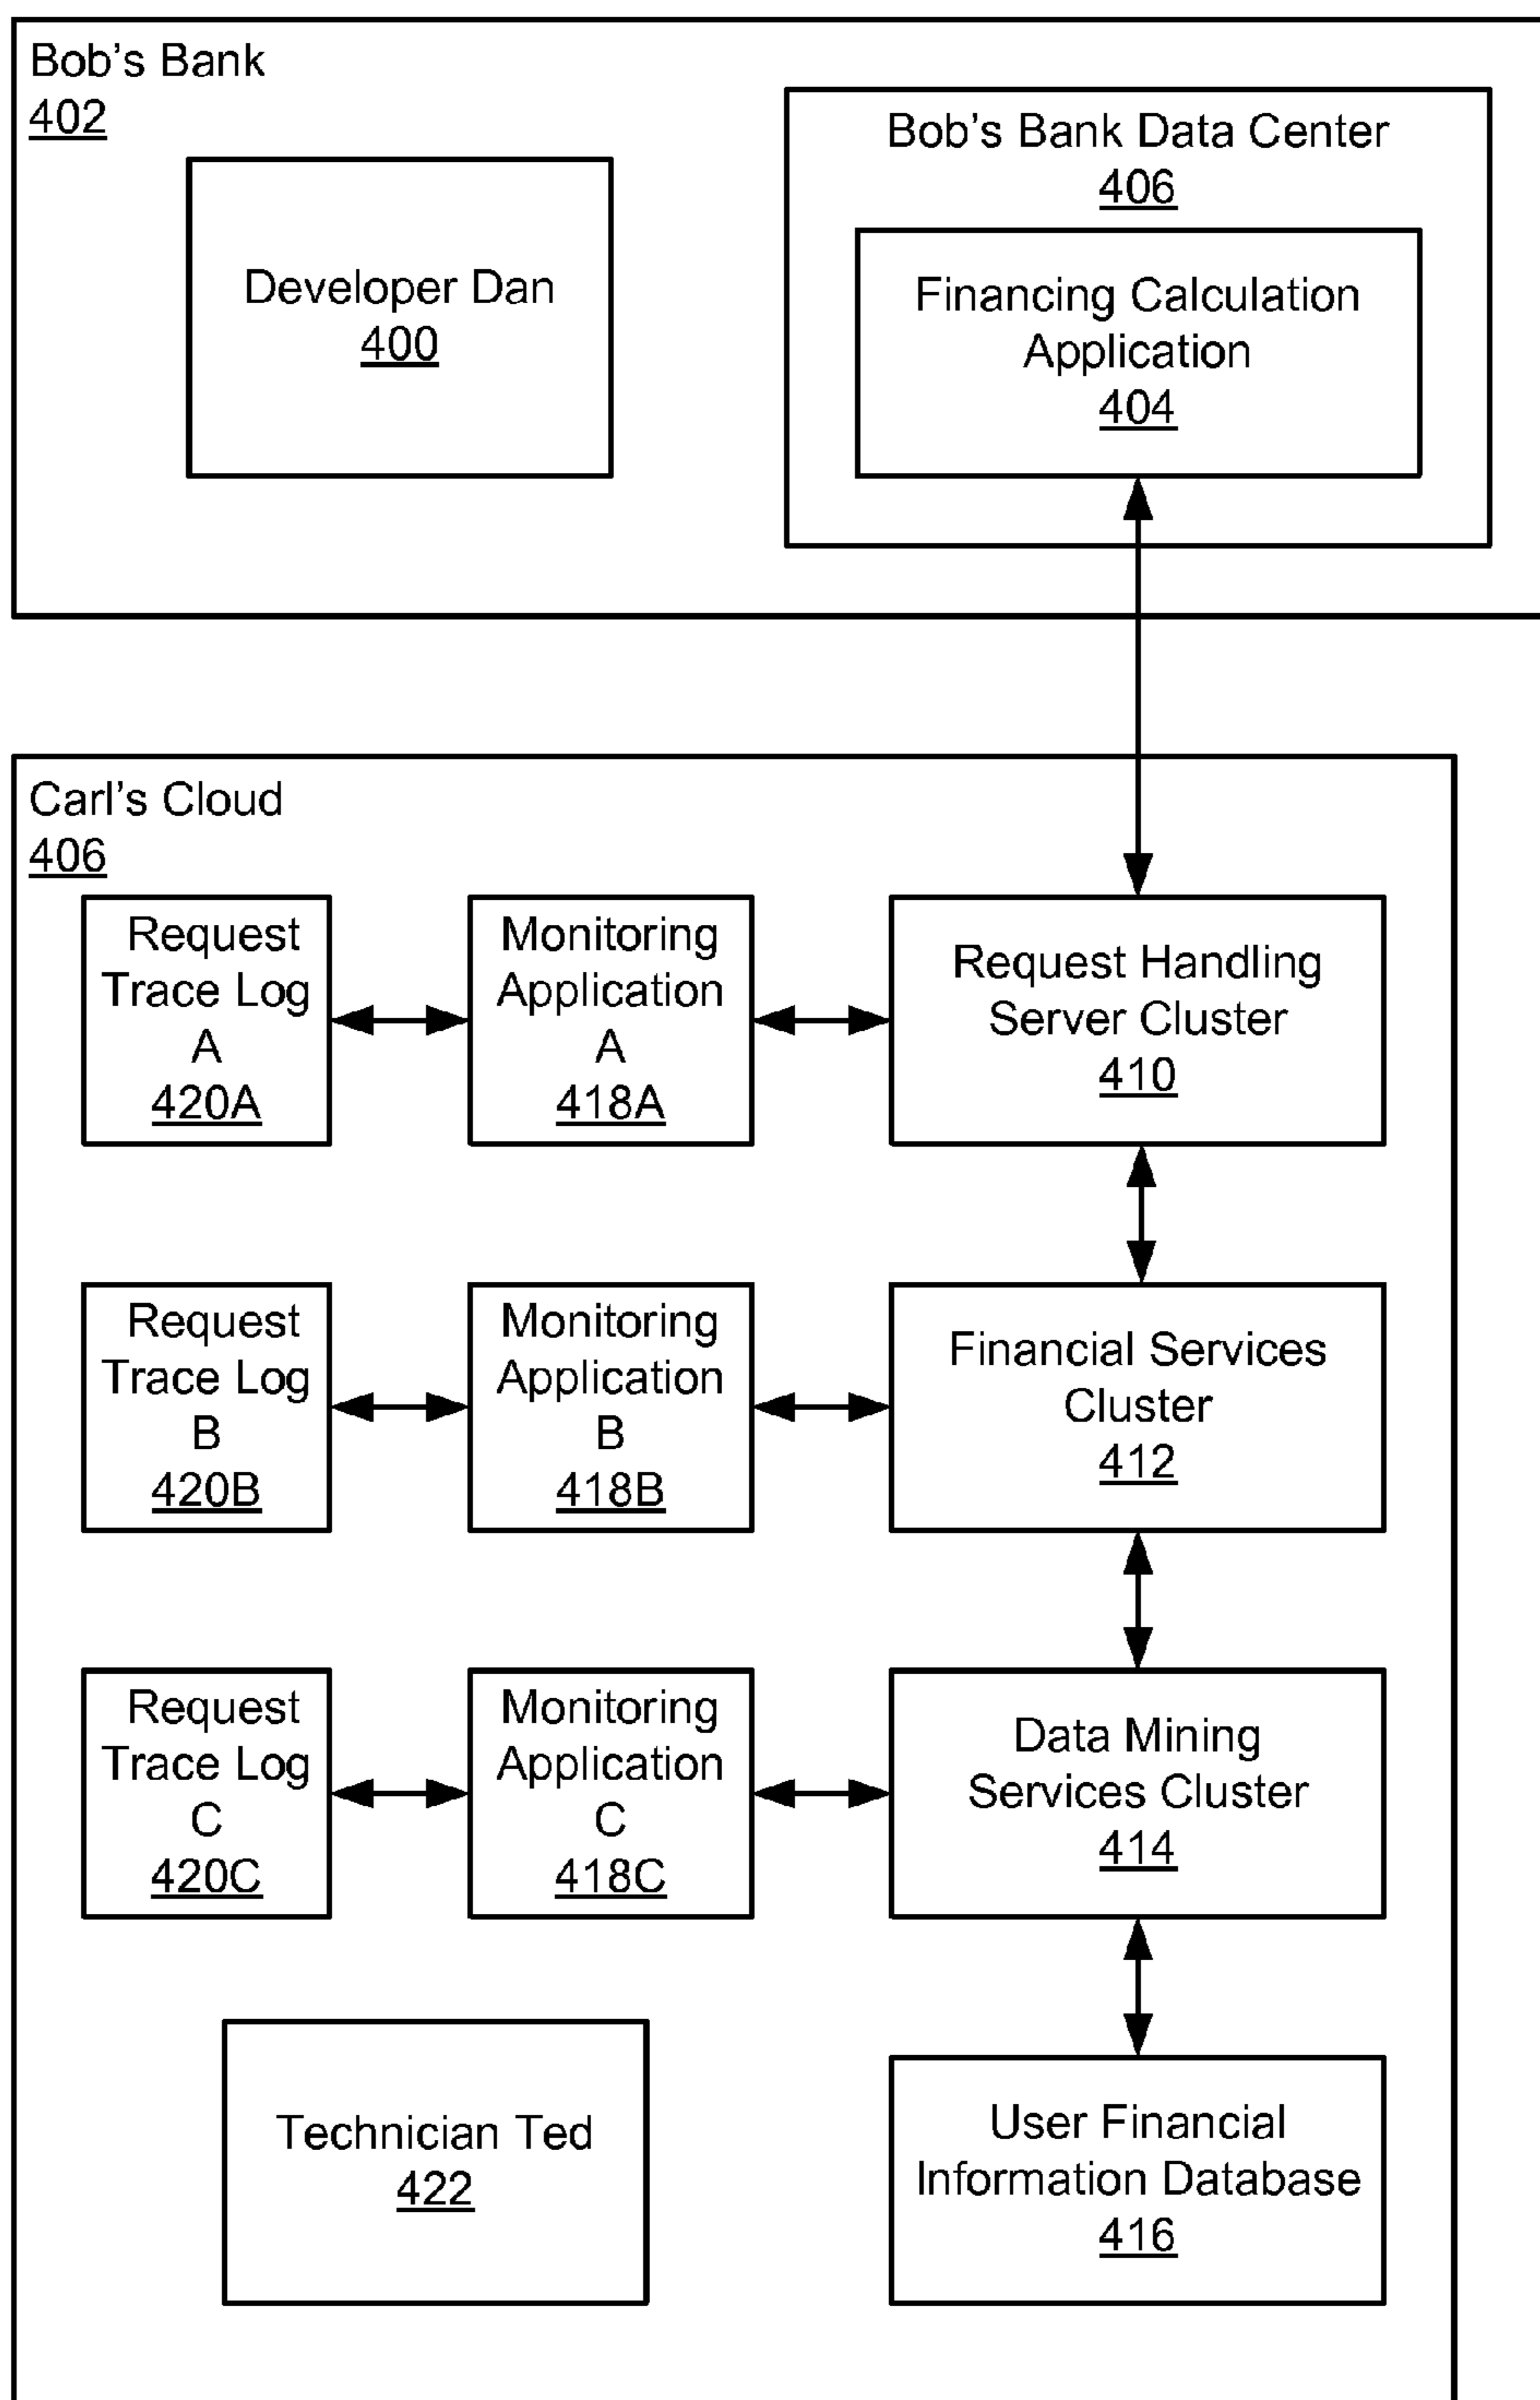 Bob's Bank
402
Developer Dan
400
Bob's Bank Data Center
406
Financing Calculation
Application
404
Carl's Cloud
406
Request
Trace Log
A
420A
Monitoring
Application
A
418A
Request Handling
Server Cluster
410
Request
Trace Log
B
420B
Monitoring
Application
B
418B
Financial Services
Cluster
412
Request
Trace Log
C
420C
Monitoring
Application
C
418C
Data Mining
Services Cluster
414
Technician Ted
422
User Financial
Information Database
416